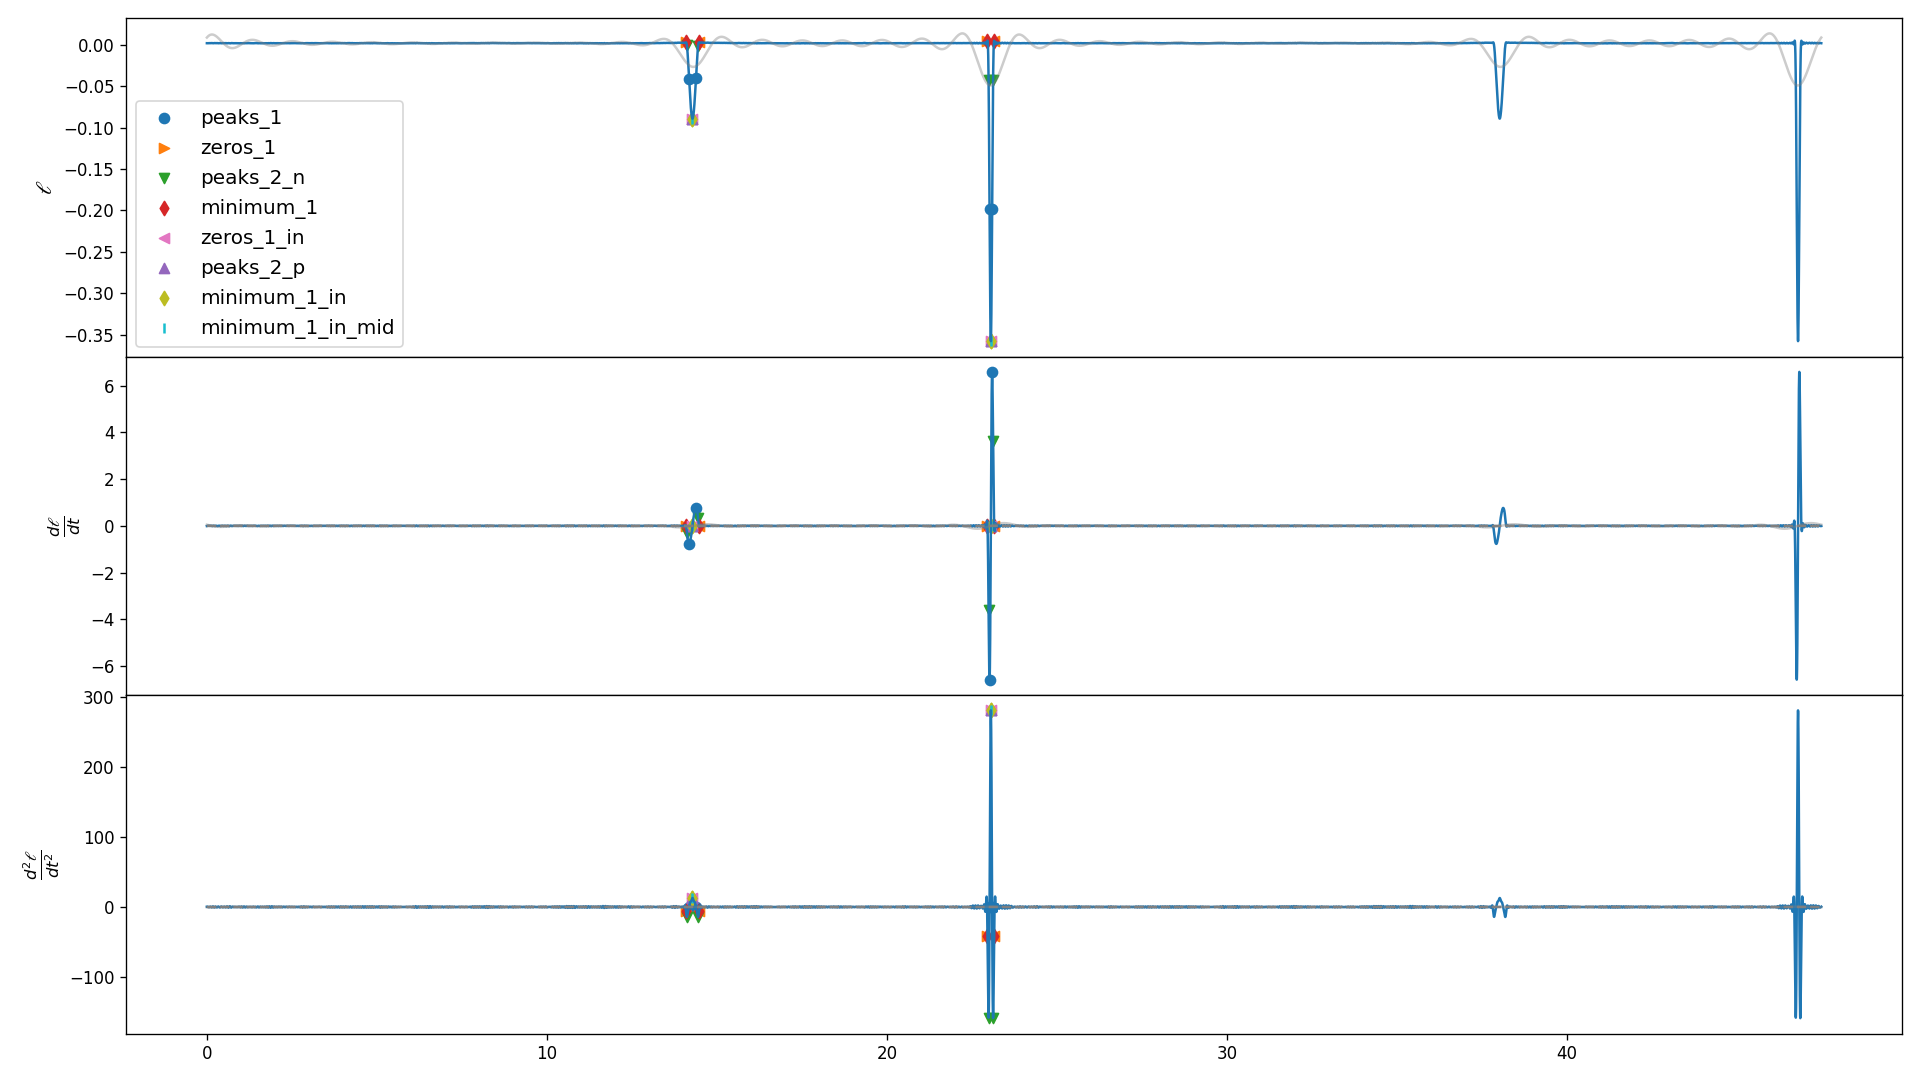 0.00
−0.05
−0.10
−0.15
−0.20
−0.25
−0.30
−0.35
ℓ
peaks_1
zeros_1
peaks_2_n
minimum_1
zeros_1_in
peaks_2_p
minimum_1_in
minimum_1_in_mid
6
4
2
0
−2
−4
−6
dℓ
dt
300
200
100
0
−100
d²ℓ
dt²
0
10
20
30
40